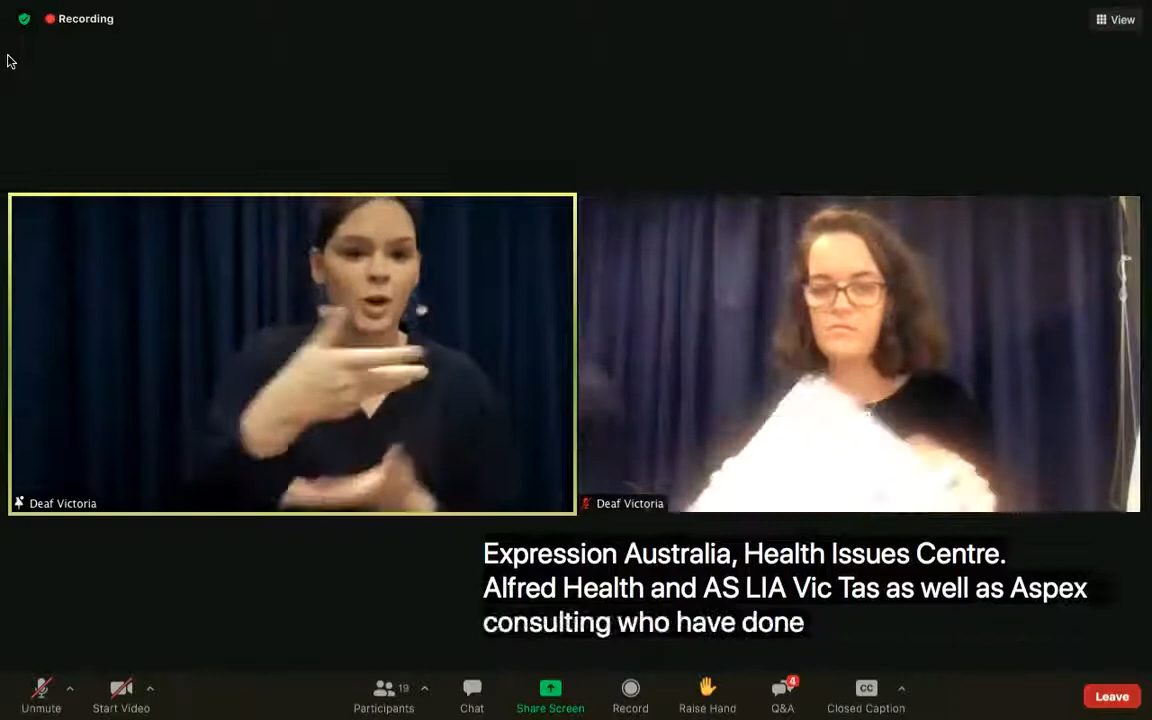 Recording
View
Deaf Victoria
Deaf Victoria
Expression Australia, Health Issues Centre.
Alfred Health and AS LIA Vic Tas as well as Aspex
consulting who have done
Unmute
Start Video
Participants
19
Chat
Share Screen
Record
Raise Hand
4
Q&A
CC
Closed Caption
Leave